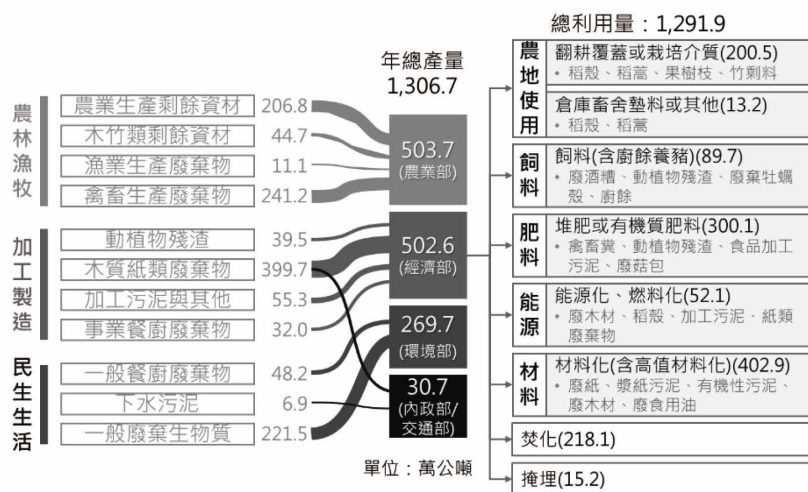 總利用量：1,291.9
年總產量
1,306.7
農林漁牧
農業生產剩餘資材 206.8
木竹類剩餘資材 44.7
漁業生產廢棄物 11.1
禽畜生產廢棄物 241.2
加工製造
動植物殘渣 39.5
木質紙類廢棄物 399.7
加工污泥與其他 55.3
事業餐廚廢棄物 32.0
民生生活
一般餐廚廢棄物 48.2
下水污泥 6.9
一般廢棄生物質 221.5
503.7
(農業部)
502.6
(經濟部)
269.7
(環境部)
30.7
(內政部/
交通部)
單位：萬公噸
農地使用
翻耕覆蓋或栽培介質(200.5)
• 稻殼、稻蒿、果樹枝、竹剩料
倉庫畜舍墊料或其他(13.2)
• 稻殼、稻蒿
飼料
飼料(含廚餘養豬)(89.7)
• 廢酒糟、動植物殘渣、廢棄牡蠣
殼、廚餘
肥料
堆肥或有機質肥料(300.1)
• 禽畜糞、動植物殘渣、食品加工
污泥、廢菇包
能源
能源化、燃料化(52.1)
• 廢木材、稻殼、加工污泥、紙類
廢棄物
材料
材料化(含高值材料化)(402.9)
• 廢紙、漿紙污泥、有機性污泥、
廢木材、廢食用油
焚化(218.1)
掩埋(15.2)